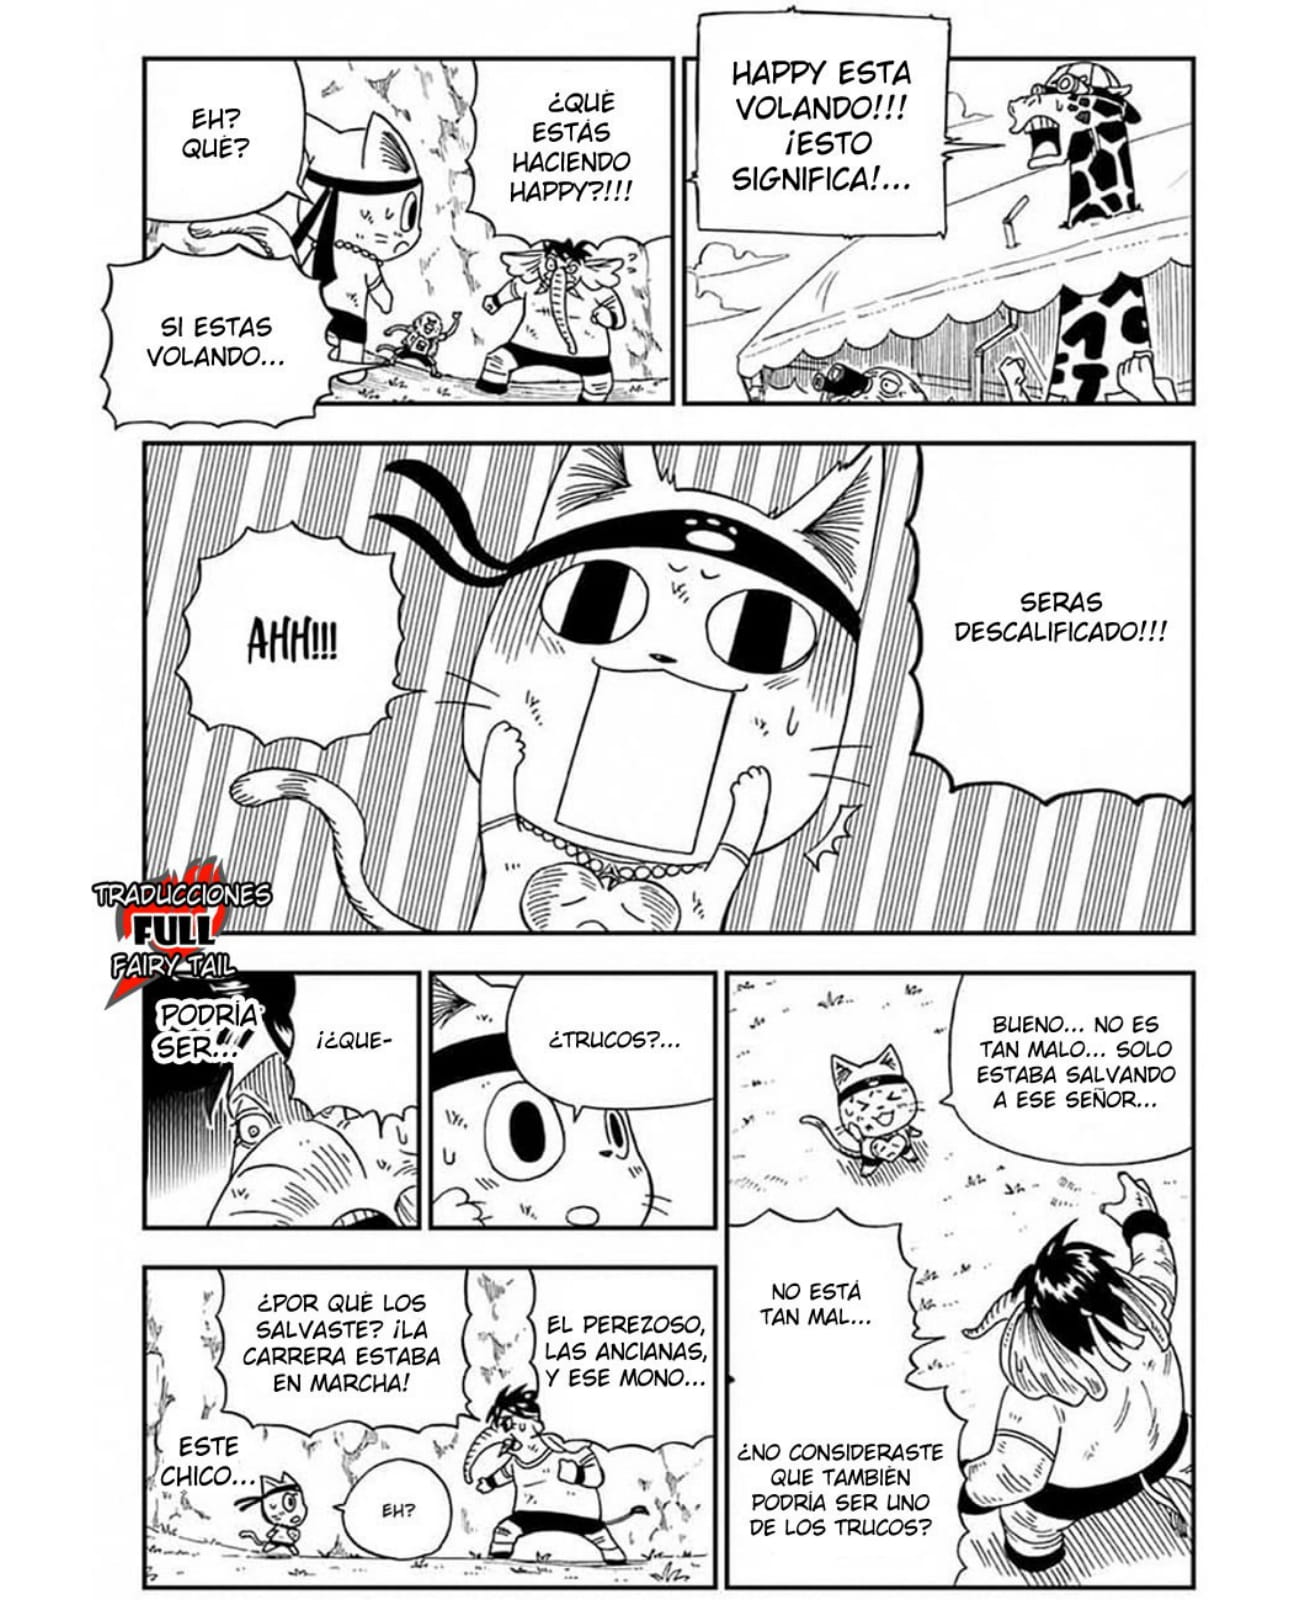 HAPPY ESTA
VOLANDO!!!
¡ESTO
SIGNIFICA!...
¿QUÉ
ESTÁS
HACIENDO
HAPPY?!!!
EH?
QUÉ?
SI ESTAS
VOLANDO...
SERAS
DESCALIFICADO!!!
AHH!!!
TRADUCCIONES
FULL
FAIRY TAIL
BUENO... NO ES
TAN MALO... SOLO
ESTABA SALVANDO
A ESE SEÑOR...
NO ESTÁ
TAN MAL...
¿NO CONSIDERASTE
QUE TAMBIÉN
PODRÍA SER UNO
DE LOS TRUCOS?
¿TRUCOS?...
¡¿QUE-
PODRÍA
SER...
EL PEREZOSO,
LAS ANCIANAS,
Y ESE MONO...
¿POR QUÉ LOS
SALVASTE? ¡LA
CARRERA ESTABA
EN MARCHA!
EH?
ESTE
CHICO...